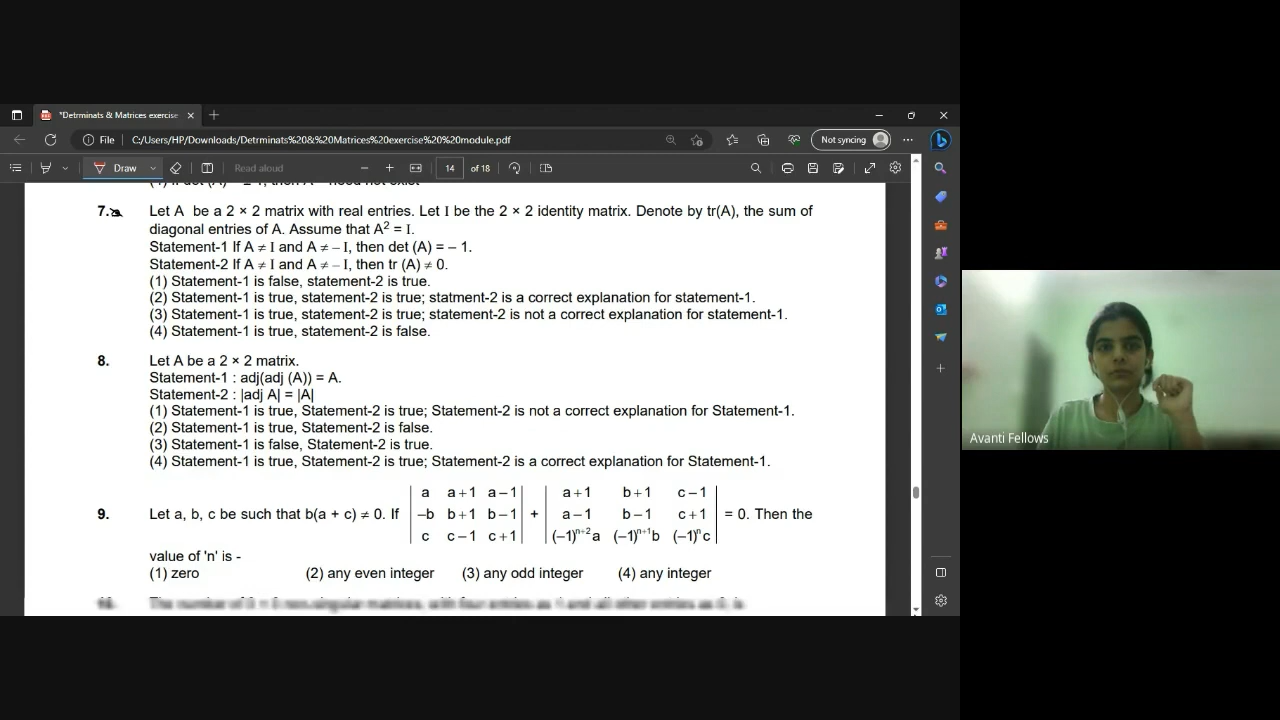 *Detrminats & Matrices exercise
File C:/Users/HP/Downloads/Detrminats%20&%20Matrices%20exercise%20%20module.pdf Not syncing
Draw Read aloud 14 of 18
7. Let A be a 2 × 2 matrix with real entries. Let I be the 2 × 2 identity matrix. Denote by tr(A), the sum of
diagonal entries of A. Assume that A² = I.
Statement-1 If A ≠ I and A ≠ – I, then det (A) = – 1.
Statement-2 If A ≠ I and A ≠ – I, then tr (A) ≠ 0.
(1) Statement-1 is false, statement-2 is true.
(2) Statement-1 is true, statement-2 is true; statment-2 is a correct explanation for statement-1.
(3) Statement-1 is true, statement-2 is true; statement-2 is not a correct explanation for statement-1.
(4) Statement-1 is true, statement-2 is false.
8. Let A be a 2 × 2 matrix.
Statement-1 : adj(adj (A)) = A.
Statement-2 : |adj A| = |A|
(1) Statement-1 is true, Statement-2 is true; Statement-2 is not a correct explanation for Statement-1.
(2) Statement-1 is true, Statement-2 is false.
(3) Statement-1 is false, Statement-2 is true.
(4) Statement-1 is true, Statement-2 is true; Statement-2 is a correct explanation for Statement-1.
a a+1 a−1 a+1 b+1 c−1
9. Let a, b, c be such that b(a + c) ≠ 0. If −b b+1 b−1 + a−1 b−1 c+1 = 0. Then the
c c−1 c+1 (−1)ⁿ⁺²a (−1)ⁿ⁺¹b (−1)ⁿc
value of 'n' is -
(1) zero (2) any even integer (3) any odd integer (4) any integer
Avanti Fellows